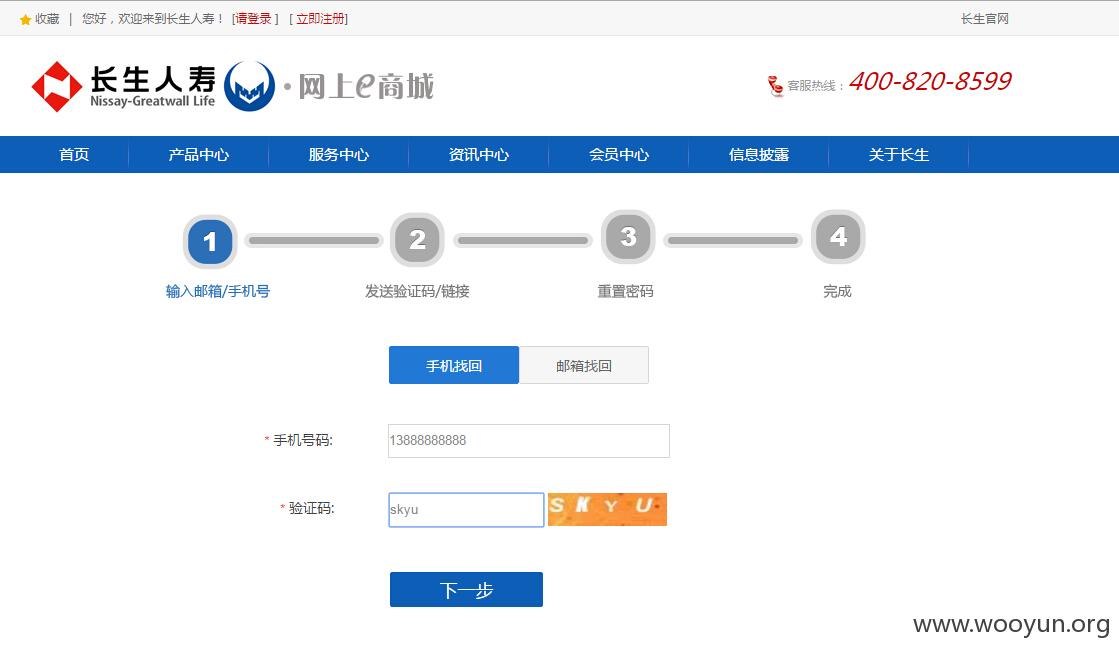 收藏 | 您好，欢迎来到长生人寿！ [请登录] [立即注册] 长生官网
长生人寿 · 网上e商城
Nissay-Greatwall Life
客服热线：400-820-8599
首页 产品中心 服务中心 资讯中心 会员中心 信息披露 关于长生
1 2 3 4
输入邮箱/手机号 发送验证码/链接 重置密码 完成
手机找回 邮箱找回
* 手机号码: 13888888888
* 验证码: skyu SKYU
下一步
www.wooyun.org